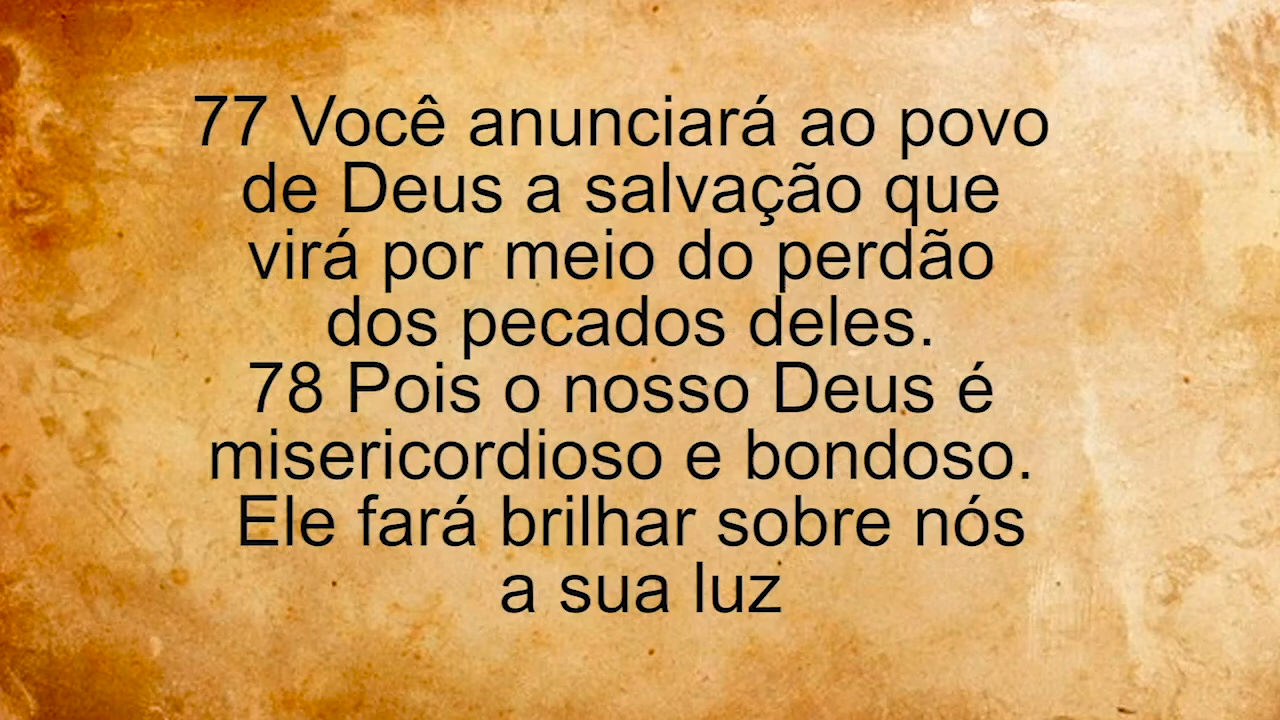 77 Você anunciará ao povo
de Deus a salvação que
virá por meio do perdão
dos pecados deles.
78 Pois o nosso Deus é
misericordioso e bondoso.
Ele fará brilhar sobre nós
a sua luz